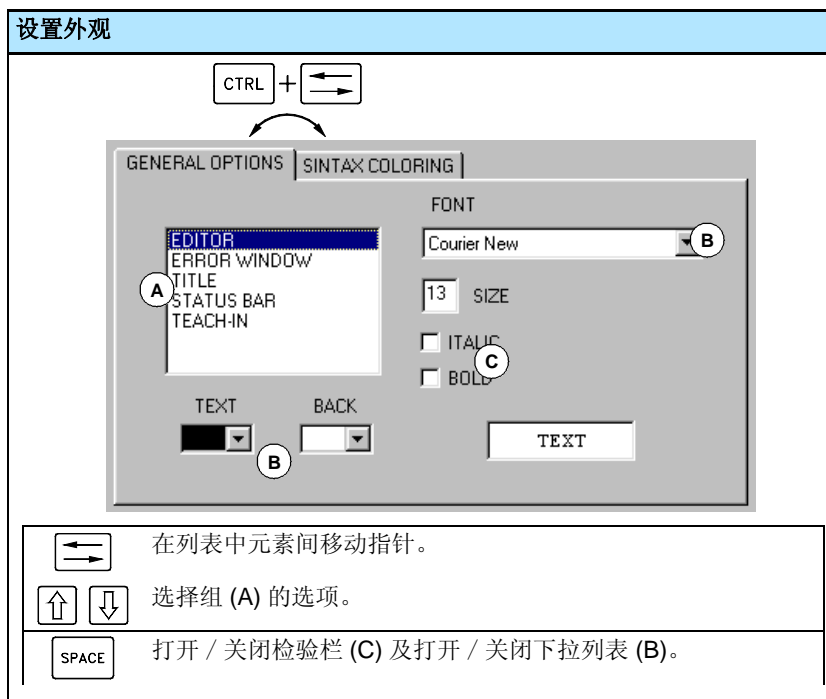 设置外观
CTRL +
GENERAL OPTIONS SINTAX COLORING
FONT
EDITOR
ERROR WINDOW
TITLE
STATUS BAR
TEACH-IN
A
Courier New B
13 SIZE
ITALIC
C
BOLD
TEXT BACK
B
TEXT
在列表中元素间移动指针。
选择组 (A) 的选项。
SPACE 打开 / 关闭检验栏 (C) 及打开 / 关闭下拉列表 (B)。